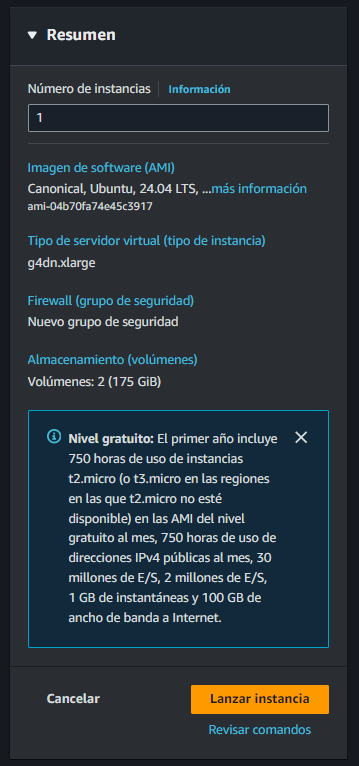 Resumen
Número de instancias Información
1
Imagen de software (AMI)
Canonical, Ubuntu, 24.04 LTS, ...más información
ami-04b70fa74e45c3917
Tipo de servidor virtual (tipo de instancia)
g4dn.xlarge
Firewall (grupo de seguridad)
Nuevo grupo de seguridad
Almacenamiento (volúmenes)
Volúmenes: 2 (175 GiB)
Nivel gratuito: El primer año incluye
750 horas de uso de instancias
t2.micro (o t3.micro en las regiones
en las que t2.micro no esté
disponible) en las AMI del nivel
gratuito al mes, 750 horas de uso de
direcciones IPv4 públicas al mes, 30
millones de E/S, 2 millones de E/S,
1 GB de instantáneas y 100 GB de
ancho de banda a Internet.
Cancelar
Lanzar instancia
Revisar comandos